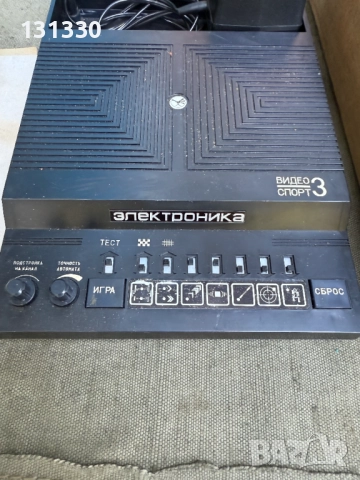 131330
ВИДЕО
СПОРТ 3
ЭЛЕКТРОНИКА
ТЕСТ
ПОДСТРОЙКА
НА КАНАЛ
ТОЧНОСТЬ
АВТОМАТА
ИГРА
СБРОС
BAZAR